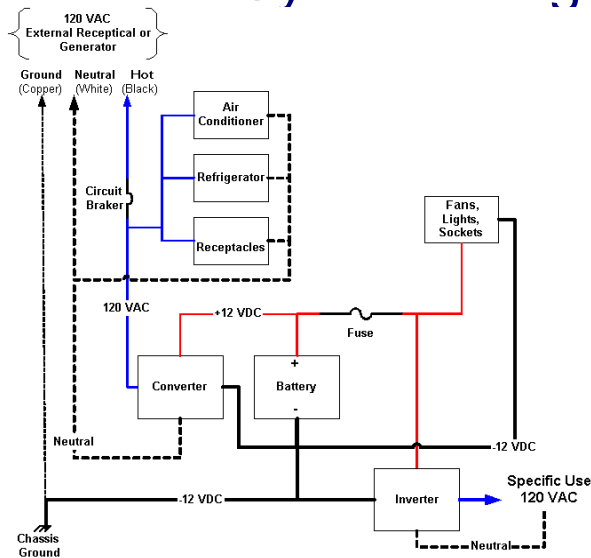 120 VAC
External Receptical or
Generator
Ground Neutral Hot
(Copper) (White) (Black)
Air
Conditioner
Refrigerator
Circuit
Braker
Receptacles
Fans,
Lights,
Sockets
120 VAC
+12 VDC
Fuse
+
Converter
Battery
-
Neutral
-12 VDC
-12 VDC
Inverter
Specific Use
120 VAC
Neutral
Chassis
Ground